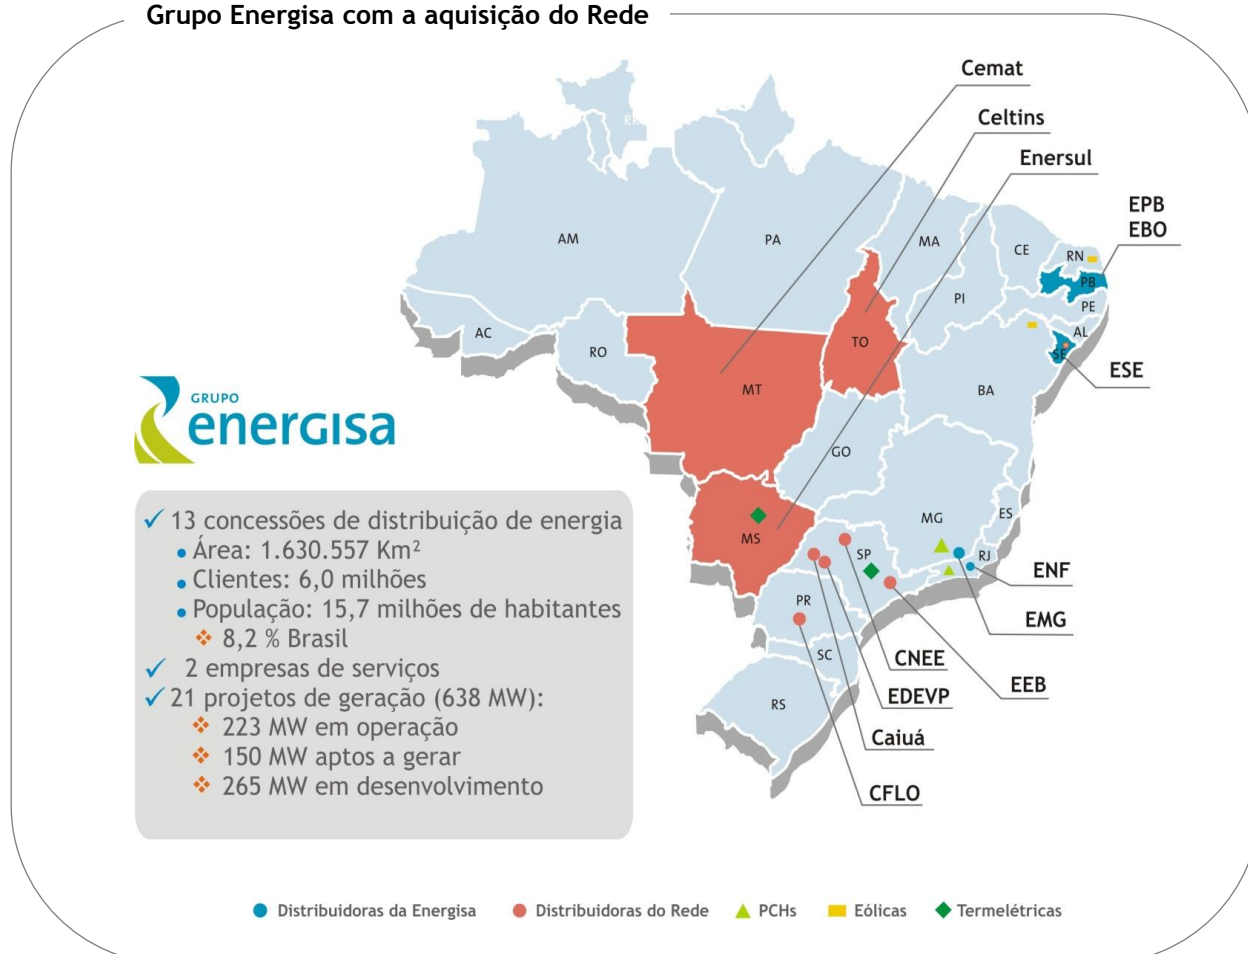 Grupo Energisa com a aquisição do Rede
Cemat
Celtins
Enersul
EPB
EBO
AM
PA
MA
CE
RN
PB
PE
PI
AL
SE
AC
RO
TO
MT
BA
ESE
GRUPO
energisa
GO
MG
ES
MS
SP
RJ
PR
SC
RS
ENF
EMG
CNEE
EEB
EDEVP
Caiuá
CFLO
13 concessões de distribuição de energia
Área: 1.630.557 Km²
Clientes: 6,0 milhões
População: 15,7 milhões de habitantes
8,2 % Brasil
2 empresas de serviços
21 projetos de geração (638 MW):
223 MW em operação
150 MW aptos a gerar
265 MW em desenvolvimento
Distribuidoras da Energisa
Distribuidoras do Rede
PCHs
Eólicas
Termelétricas